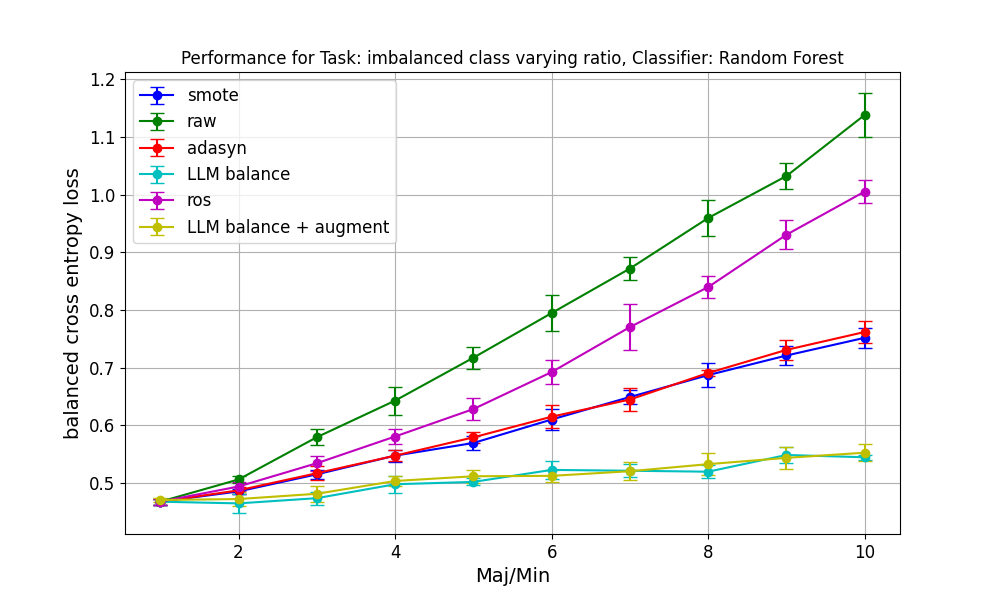 Performance for Task: imbalanced class varying ratio, Classifier: Random Forest
1.2
1.1
1.0
0.9
0.8
0.7
0.6
0.5
balanced cross entropy loss
smote
raw
adasyn
LLM balance
ros
LLM balance + augment
2 4 6 8 10
Maj/Min